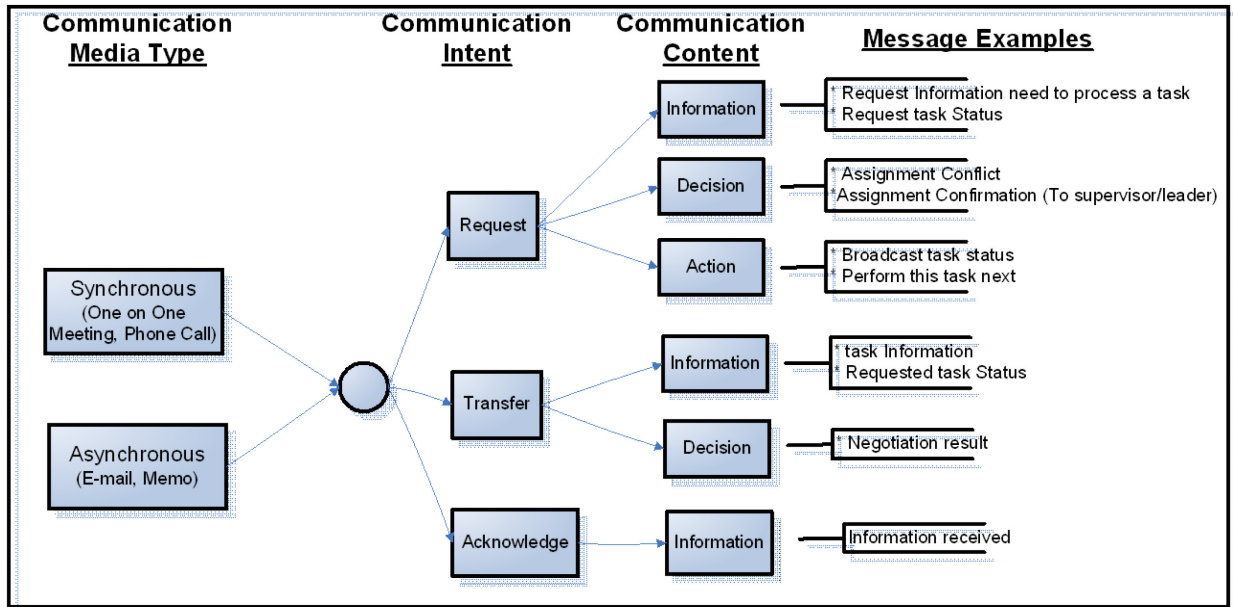 Communication
Media Type
Communication
Intent
Communication
Content
Message Examples
Synchronous
(One on One
Meeting, Phone Call)
Asynchronous
(E-mail, Memo)
Request
Transfer
Acknowledge
Information
* Request Information need to process a task
* Request task Status
Decision
* Assignment Conflict
*Assignment Confirmation (To supervisor/leader)
Action
* Broadcast task status
* Perform this task next
Information
* task Information
* Requested task Status
Decision
* Negotiation result
Information
Information received